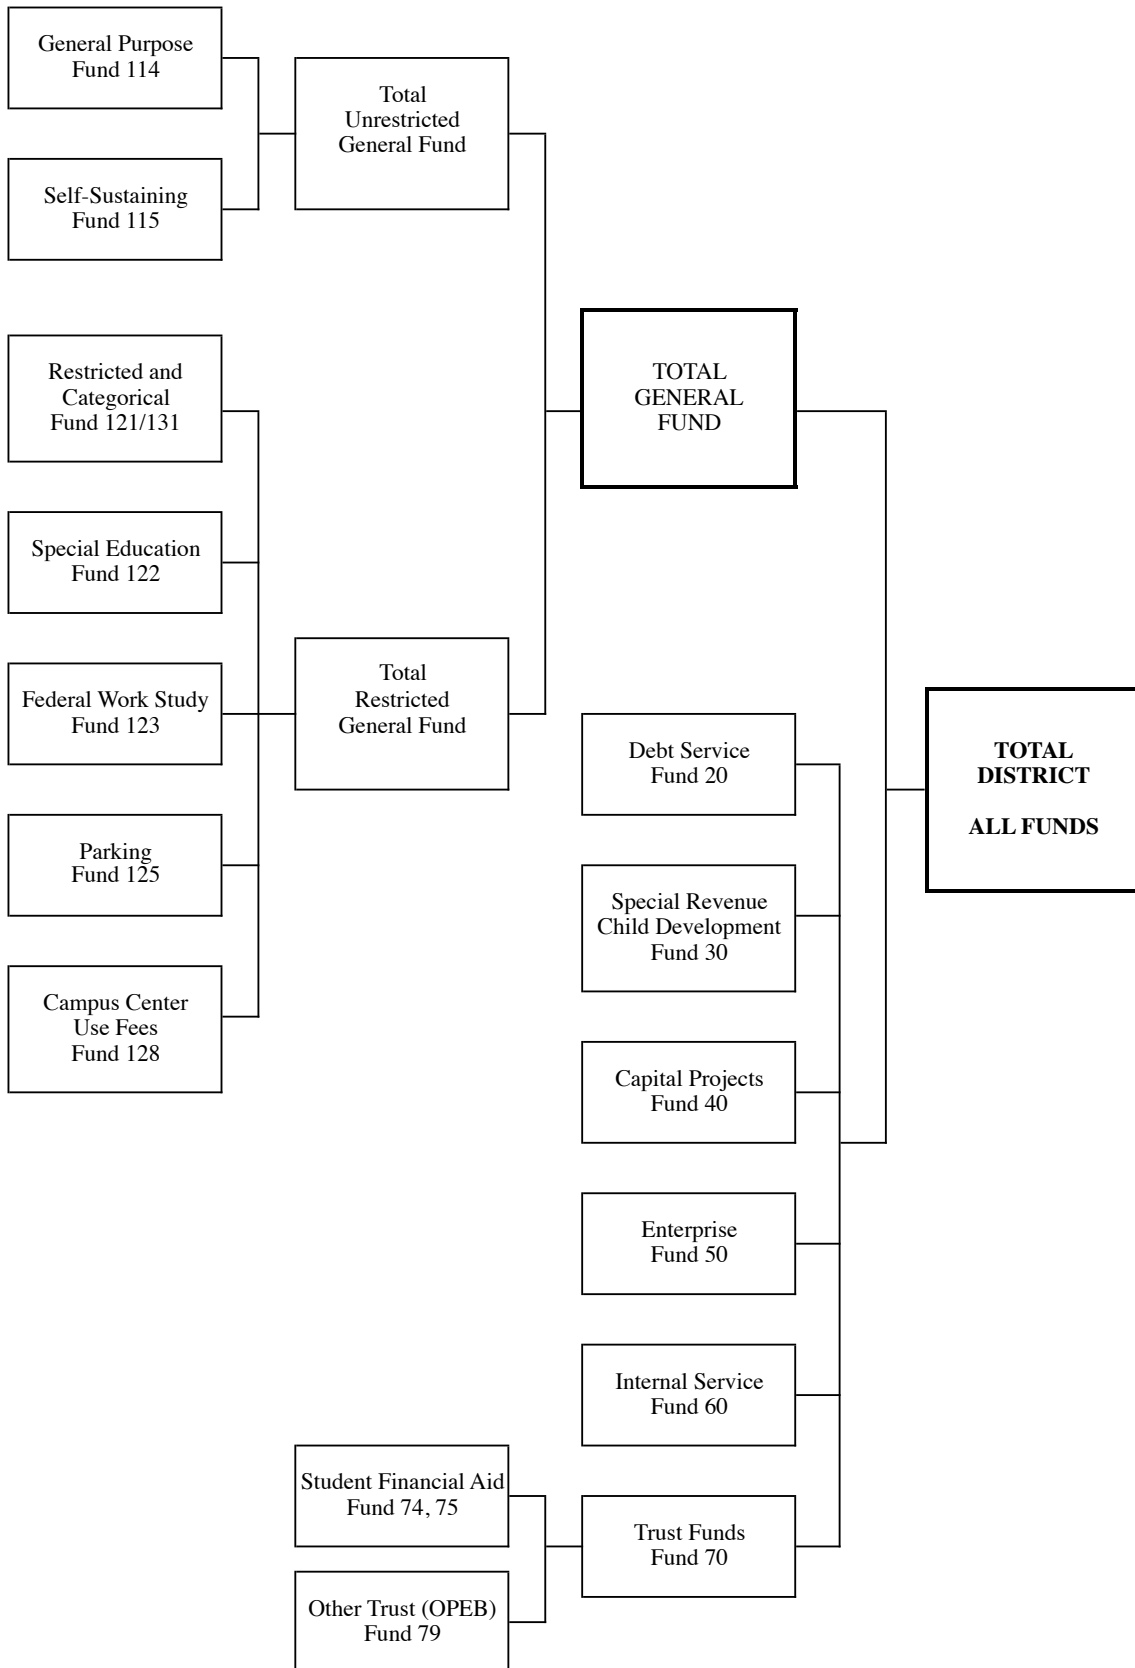 General Purpose
Fund 114
Total
Unrestricted
General Fund
Self-Sustaining
Fund 115
Restricted and
Categorical
Fund 121/131
TOTAL
GENERAL
FUND
Special Education
Fund 122
Federal Work Study
Fund 123
Total
Restricted
General Fund
Debt Service
Fund 20
TOTAL
DISTRICT
ALL FUNDS
Parking
Fund 125
Special Revenue
Child Development
Fund 30
Campus Center
Use Fees
Fund 128
Capital Projects
Fund 40
Enterprise
Fund 50
Internal Service
Fund 60
Student Financial Aid
Fund 74, 75
Trust Funds
Fund 70
Other Trust (OPEB)
Fund 79